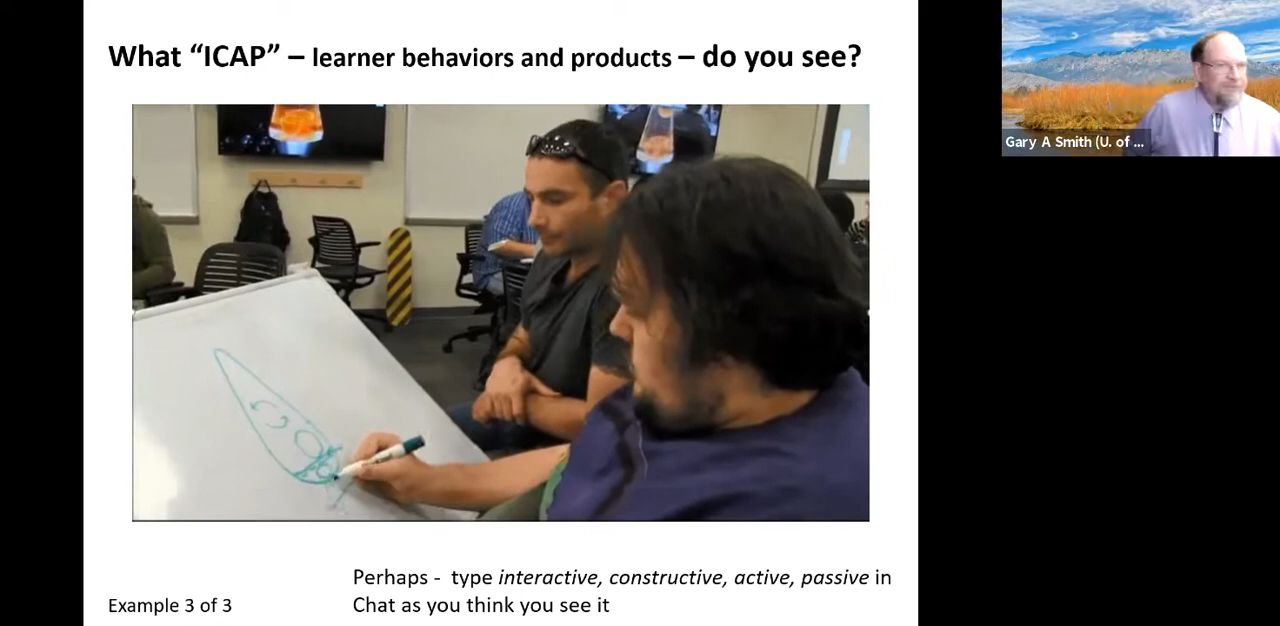 What “ICAP” – learner behaviors and products – do you see?
Gary A Smith (U. of ...
Perhaps -  type interactive, constructive, active, passive in
Chat as you think you see it
Example 3 of 3